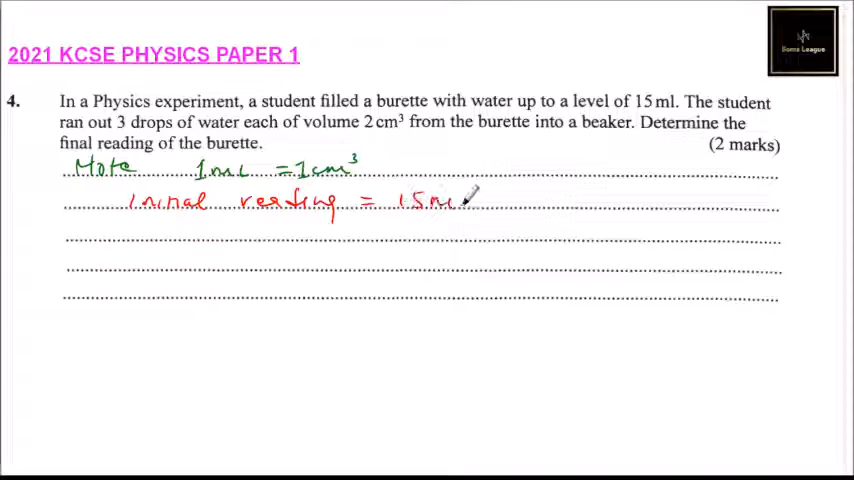 Soma League
2021 KCSE PHYSICS PAPER 1
4. In a Physics experiment, a student filled a burette with water up to a level of 15 ml. The student
ran out 3 drops of water each of volume 2 cm³ from the burette into a beaker. Determine the
final reading of the burette. (2 marks)
Note 1ml = 1cm³
Initial reading = 15ml